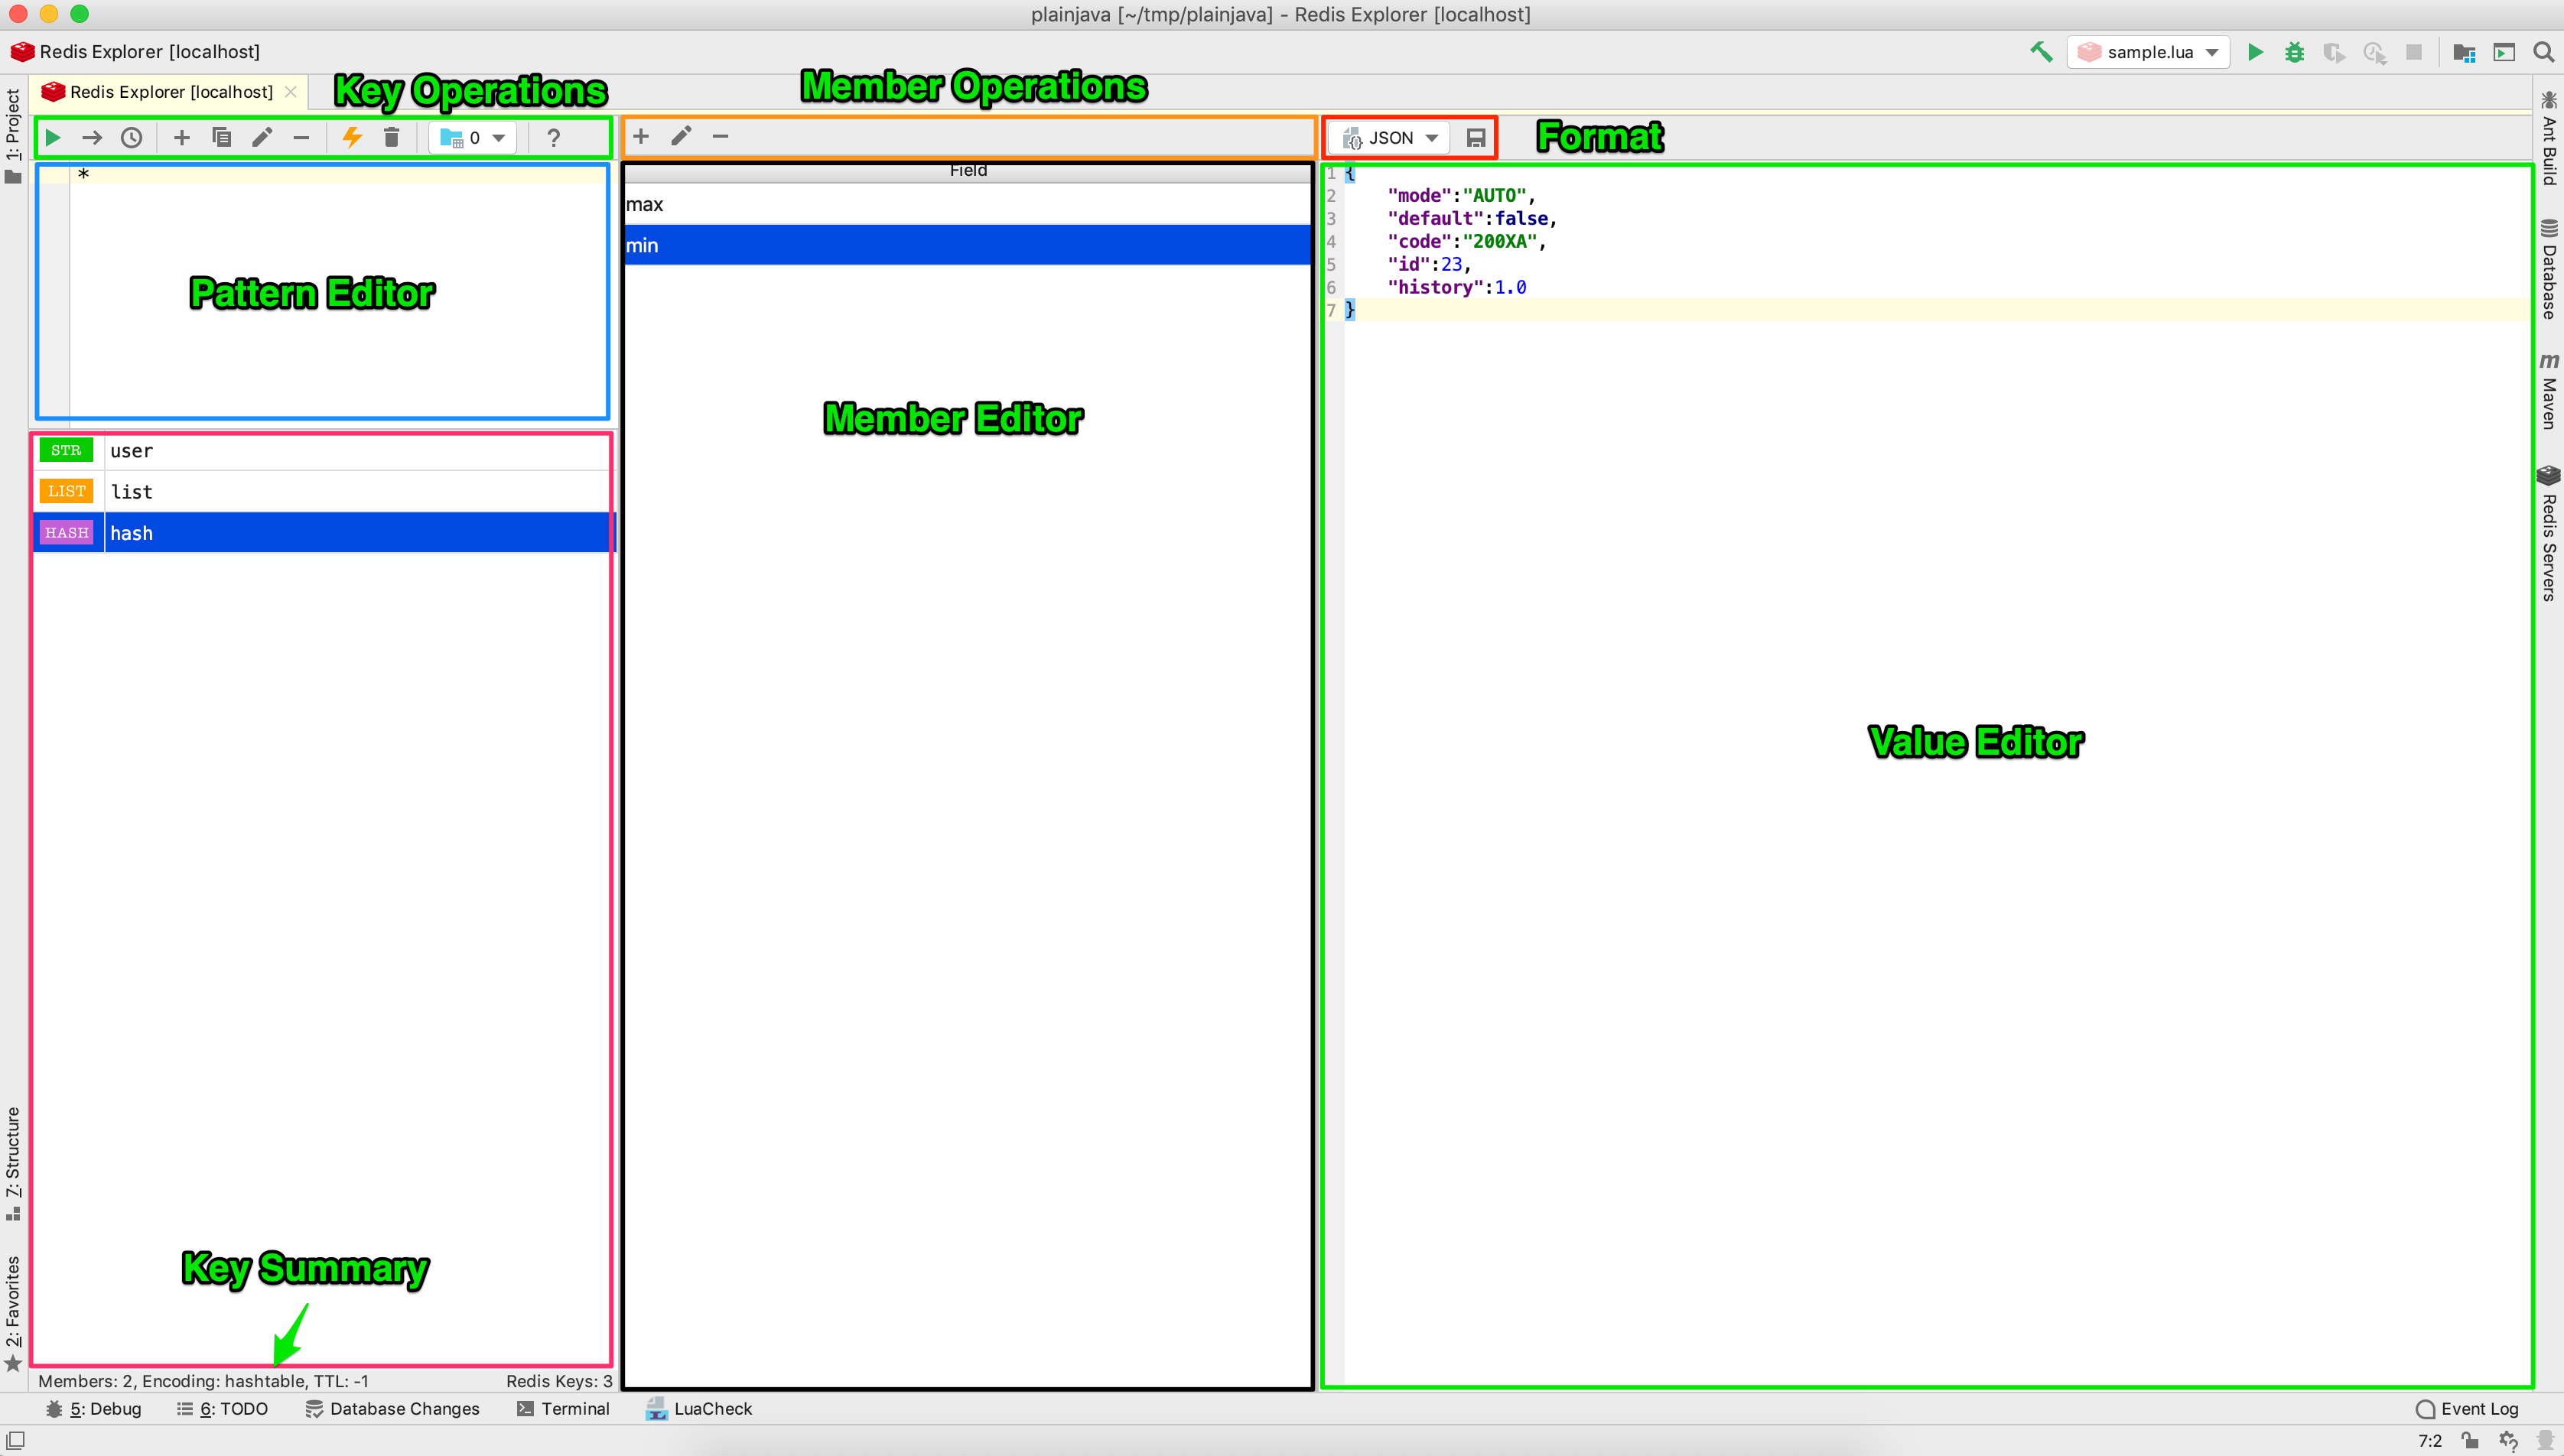 plainjava [~/tmp/plainjava] - Redis Explorer [localhost]
Redis Explorer [localhost]
sample.lua
Redis Explorer [localhost]
Key Operations
Member Operations
0
?
JSON
Format
1: Project
Z: Structure
2: Favorites
*
Pattern Editor
STR user
LIST list
HASH hash
Key Summary
Members: 2, Encoding: hashtable, TTL: -1
Redis Keys: 3
Field
max
min
Member Editor
1 {
2 "mode":"AUTO",
3 "default":false,
4 "code":"200XA",
5 "id":23,
6 "history":1.0
7 }
Value Editor
Ant Build
Database
m Maven
Redis Servers
5: Debug
6: TODO
Database Changes
Terminal
LuaCheck
Event Log
7:2